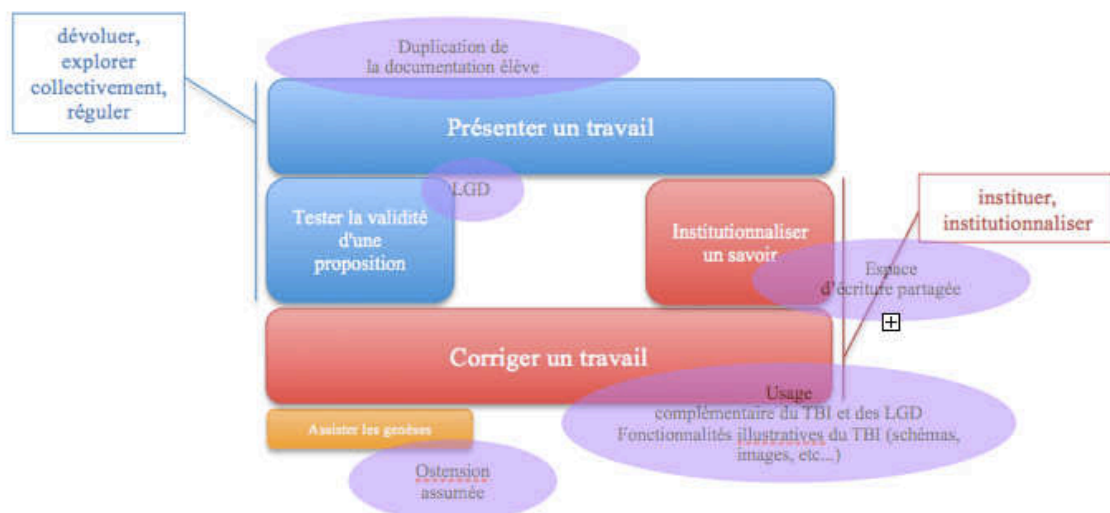 dévoluer,
explorer
collectivement,
réguler
Duplication de
la documentation élève
Présenter un travail
LGD
Tester la validité
d'une
proposition
Institutionnaliser
un savoir
instituer,
institutionnaliser
Espace
d'écriture partagée
Corriger un travail
Usage
complémentaire du TBI et des LGD
Fonctionnalités illustratives du TBI (schémas,
images, etc...)
Assister les genèses
Ostension
assumée